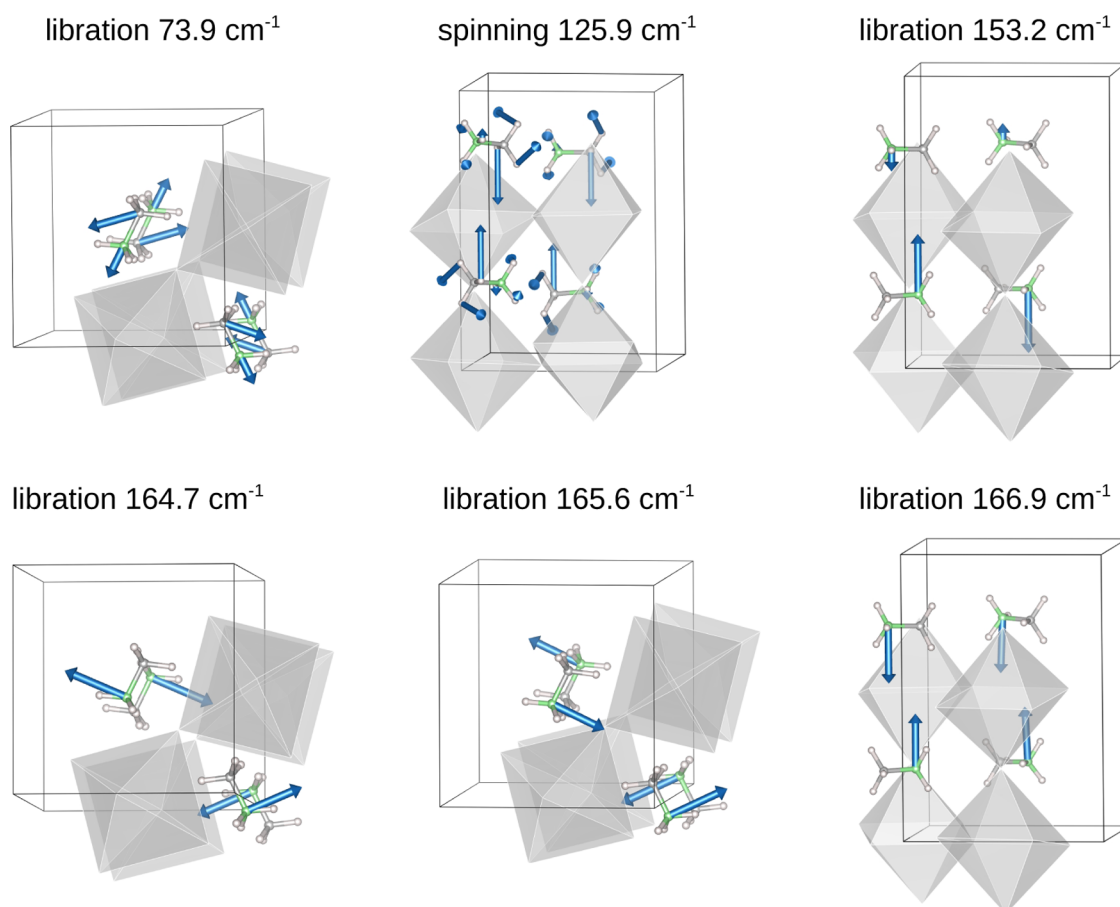 libration 73.9 cm⁻¹
spinning 125.9 cm⁻¹
libration 153.2 cm⁻¹
libration 164.7 cm⁻¹
libration 165.6 cm⁻¹
libration 166.9 cm⁻¹